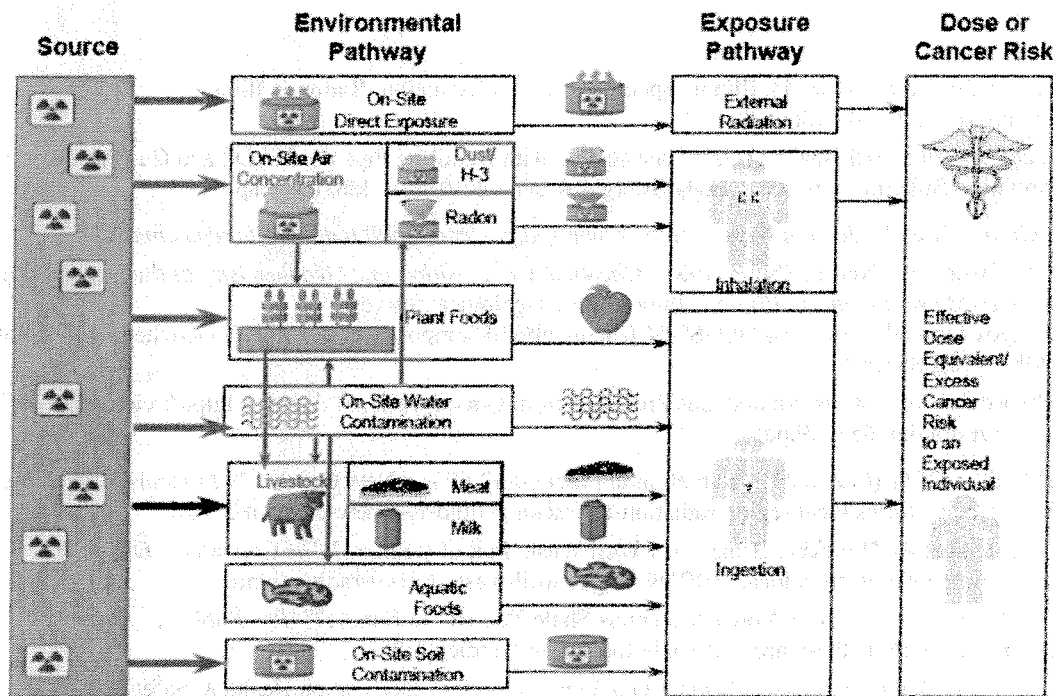 Source
Environmental
Pathway
Exposure
Pathway
Dose or
Cancer Risk
On-Site
Direct Exposure
External
Radiation
On-Site Air
Concentration
Dust/
H-3
Radon
Inhalation
Plant Foods
On-Site Water
Contamination
Livestock
Meat
Milk
Aquatic
Foods
Ingestion
On-Site Soil
Contamination
Effective
Dose
Equivalent/
Excess
Cancer
Risk
to an
Exposed
Individual